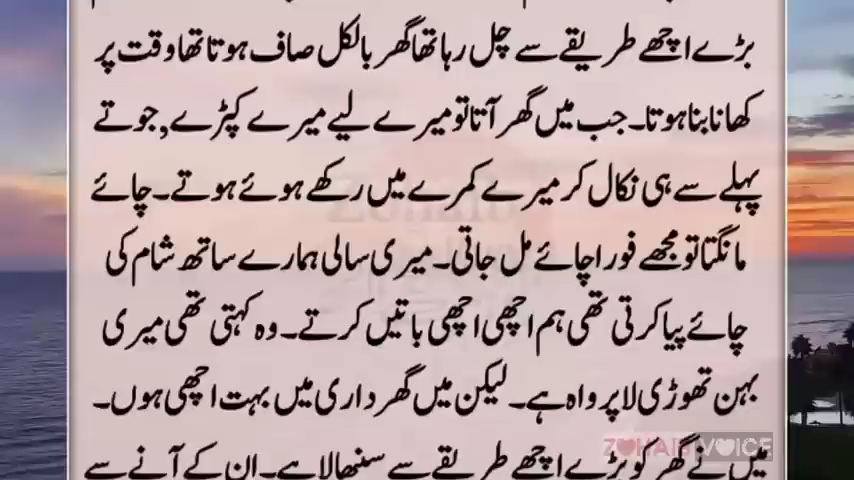 بڑے اچھے طریقے سے چل رہا تھا گھر بالکل صاف ہوتا تھا وقت پر
کھانا بنا ہوتا۔ جب میں گھر آتا تو میرے لیے میرے کپڑے, جوتے
پہلے سے ہی نکال کر میرے کمرے میں رکھے ہوئے ہوتے۔ چائے
مانگتا تو مجھے فورا چائے مل جاتی۔ میری سالی ہمارے ساتھ شام کی
چائے پیا کرتی تھی ہم اچھی اچھی باتیں کرتے۔ وہ کہتی تھی میری
بہن تھوڑی لاپرواہ ہے۔ لیکن میں گھر داری میں بہت اچھی ہوں۔
میں نے گھر کو بڑے اچھے طریقے سے سنبھالا ہے۔ ان کے آنے سے
ZOHAIB VOICE